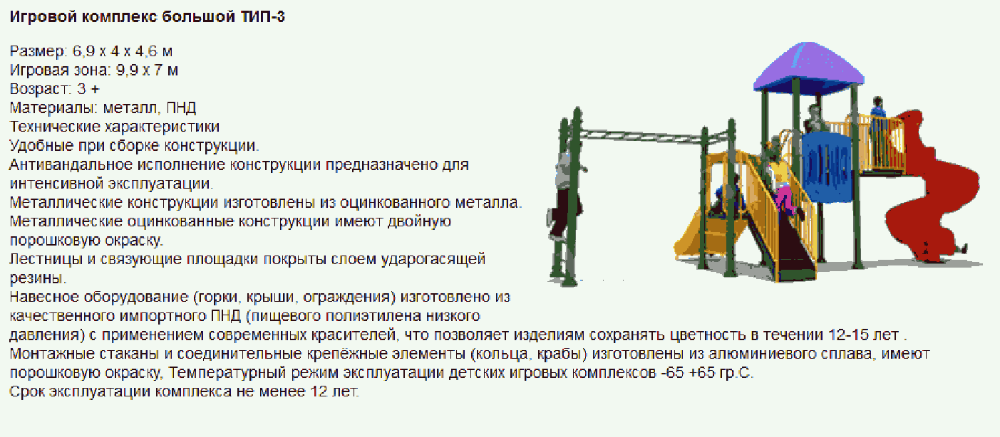 Игровой комплекс большой ТИП-3
Размер: 6,9 х 4 х 4,6 м
Игровая зона: 9,9 х 7 м
Возраст: 3 +
Материалы: металл, ПНД
Технические характеристики
Удобные при сборке конструкции.
Антивандальное исполнение конструкции предназначено для
интенсивной эксплуатации.
Металлические конструкции изготовлены из оцинкованного металла.
Металлические оцинкованные конструкции имеют двойную
порошковую окраску.
Лестницы и связующие площадки покрыты слоем ударогасящей
резины.
Навесное оборудование (горки, крыши, ограждения) изготовлено из
качественного импортного ПНД (пищевого полиэтилена низкого
давления) с применением современных красителей, что позволяет изделиям сохранять цветность в течении 12-15 лет .
Монтажные стаканы и соединительные крепёжные элементы (кольца, крабы) изготовлены из алюминиевого сплава, имеют
порошковую окраску, Температурный режим эксплуатации детских игровых комплексов -65 +65 гр.С.
Срок эксплуатации комплекса не менее 12 лет.